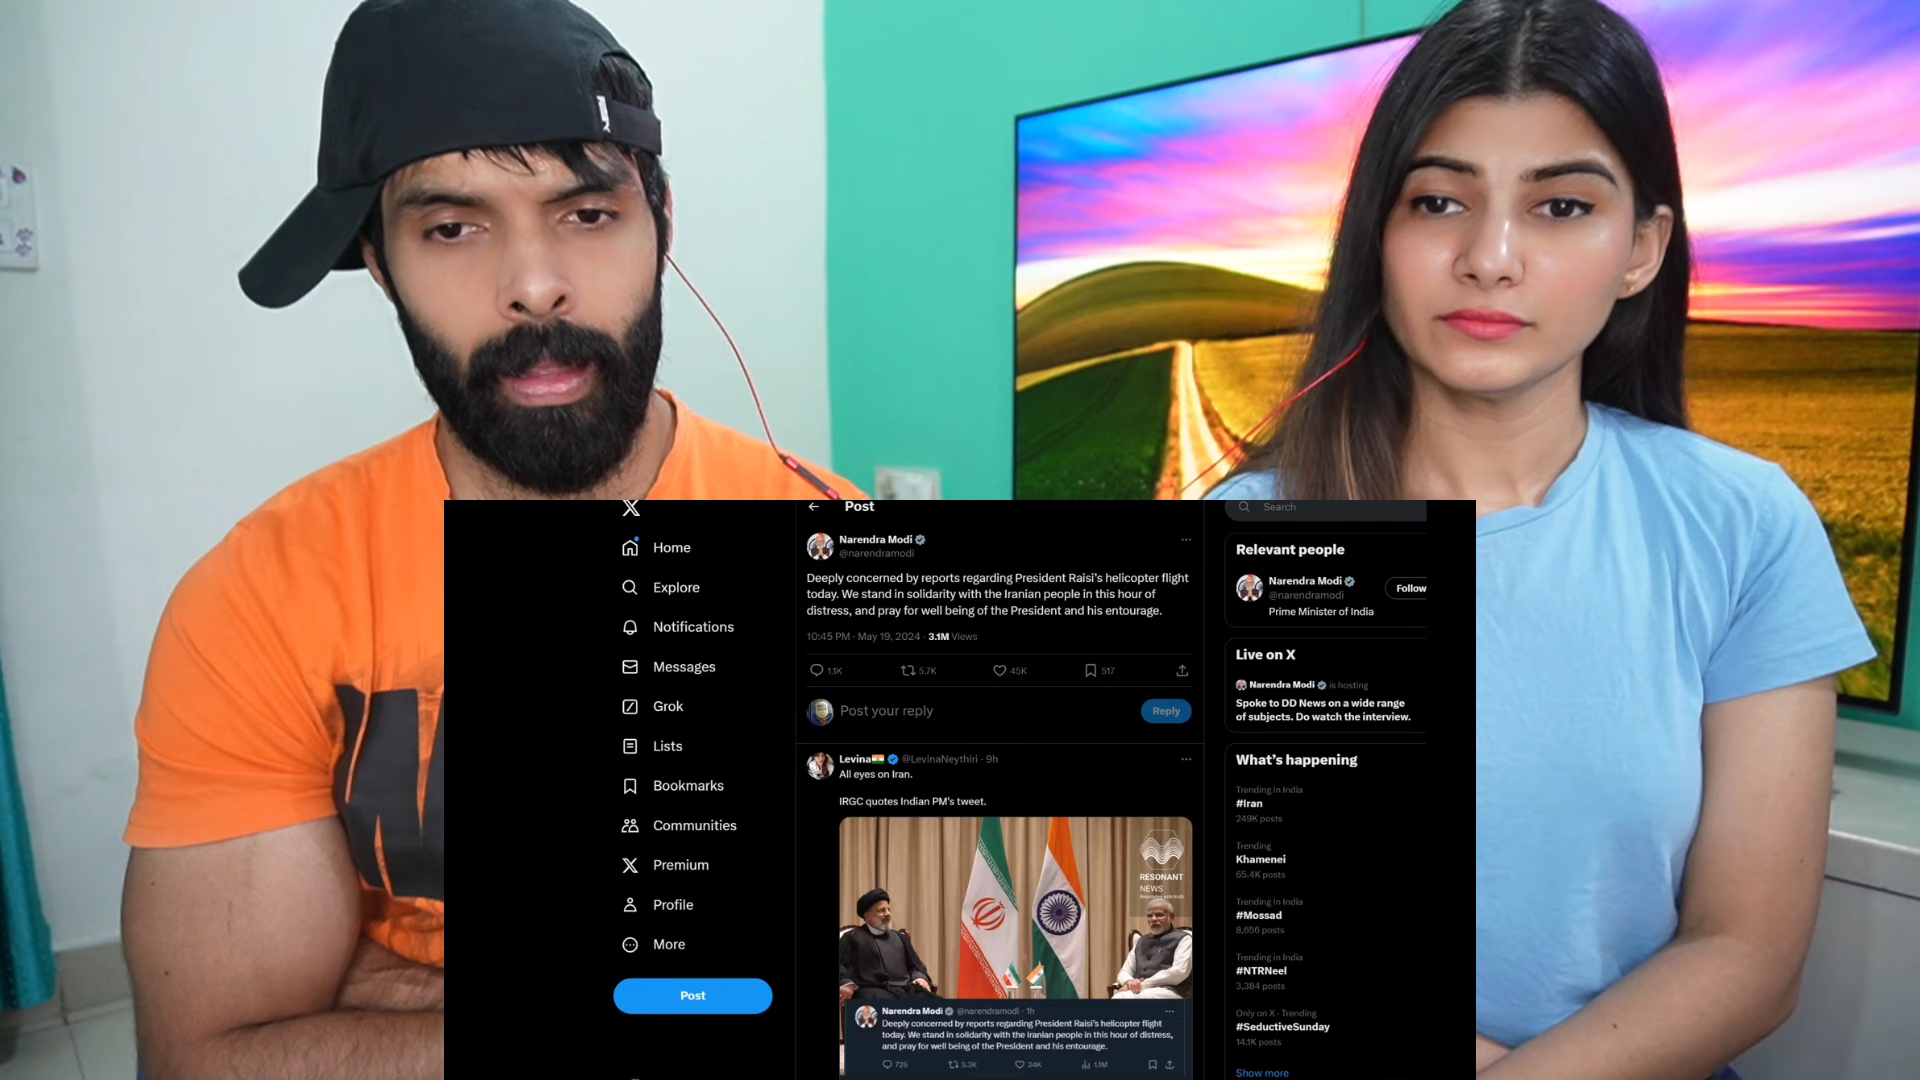 Home
Explore
Notifications
Messages
Grok
Lists
Bookmarks
Communities
Premium
Profile
More
Post
Post
Narendra Modi
@narendramodi
Deeply concerned by reports regarding President Raisi's helicopter flight
today. We stand in solidarity with the Iranian people in this hour of
distress, and pray for well being of the President and his entourage.
10:45 PM · May 19, 2024 · 3.1M Views
1.1K 5.7K 45K 517
Post your reply
Reply
Levina @LevinaNeythiri · 9h
All eyes on Iran.
IRGC quotes Indian PM's tweet.
RESONANT
NEWS
Narendra Modi @narendramodi · 1h
Deeply concerned by reports regarding President Raisi's helicopter flight
today. We stand in solidarity with the Iranian people in this hour of distress,
and pray for well being of the President and his entourage.
725 3.3K 24K 1.1M
Search
Relevant people
Narendra Modi
@narendramodi
Follow
Prime Minister of India
Live on X
Narendra Modi is hosting
Spoke to DD News on a wide range
of subjects. Do watch the interview.
What's happening
Trending in India
#Iran
249K posts
Trending
Khamenei
65.4K posts
Trending in India
#Mossad
8,656 posts
Trending in India
#NTRNeel
3,384 posts
Only on X · Trending
#SeductiveSunday
14.1K posts
Show more